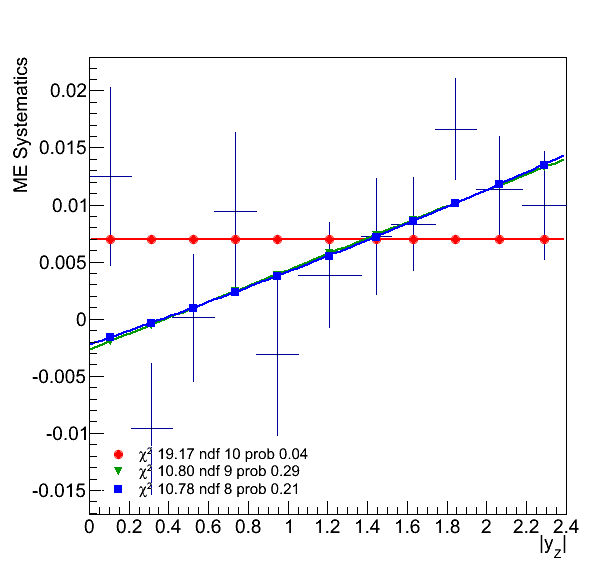 ME Systematics
0.02
0.015
0.01
0.005
0
-0.005
-0.01
-0.015
χ² 19.17 ndf 10 prob 0.04
χ² 10.80 ndf 9 prob 0.29
χ² 10.78 ndf 8 prob 0.21
0 0.2 0.4 0.6 0.8 1 1.2 1.4 1.6 1.8 2 2.2 2.4
|y_Z|